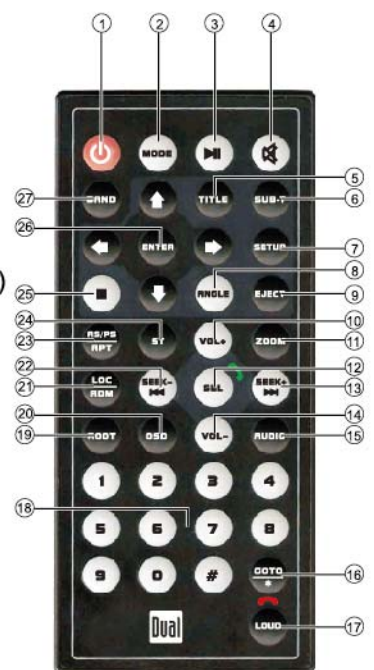 1 2 3 4
MODE
5
27 BAND TITLE SUB-T 6
26 ENTER SETUP 7
8
25 ANGLE EJECT 9
24 10
23 AS/PS RPT ST VOL+ ZOOM 11
22 12
21 LOC RDM SEEK- SEL SEEK+ 13
20 14
19 ROOT OSD VOL- AUDIO 15
1 2 3 4
18
5 6 7 8
9 0 # GOTO * 16
Dual LOUD 17
)